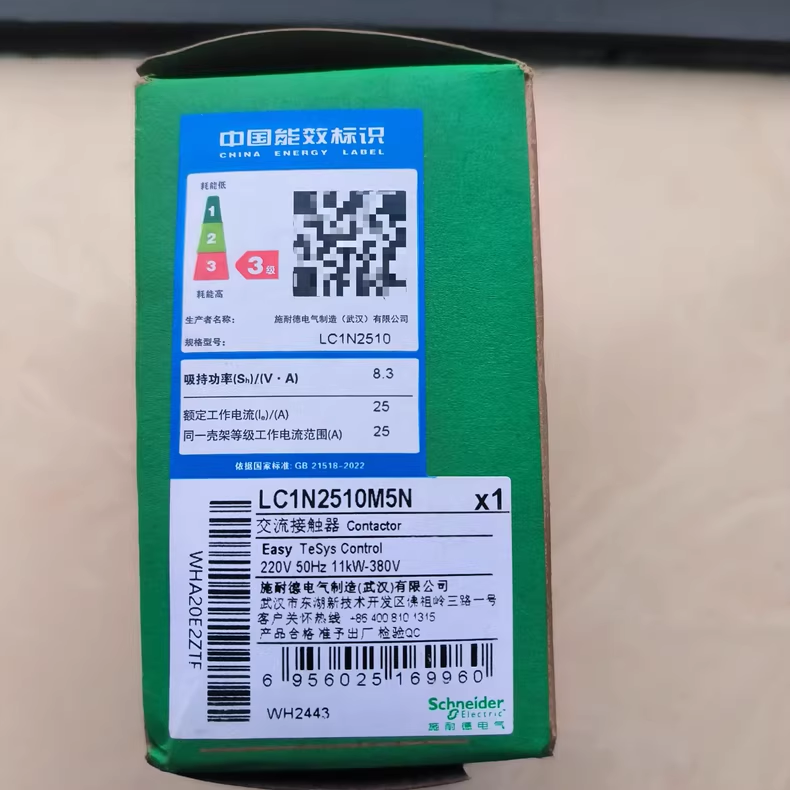 中国能效标识
CHINA ENERGY LABEL
耗能低
1
2
3
3级
耗能高
生产者名称: 施耐德电气制造（武汉）有限公司
规格型号: LC1N2510
吸持功率(Sh)/(V·A) 8.3
额定工作电流(Ie)/(A) 25
同一壳架等级工作电流范围(A) 25
依据国家标准: GB 21518-2022
LC1N2510M5N x1
交流接触器 Contactor
Easy TeSys Control
220V 50Hz 11kW-380V
施耐德电气制造(武汉)有限公司
武汉市东湖新技术开发区佛祖岭三路一号
客户关怀热线 +86 400 810 1315
产品合格 准予出厂 检验QC
WHA20E2ZTF
6 956025 169960
WH2443
Schneider
Electric
施耐德电气